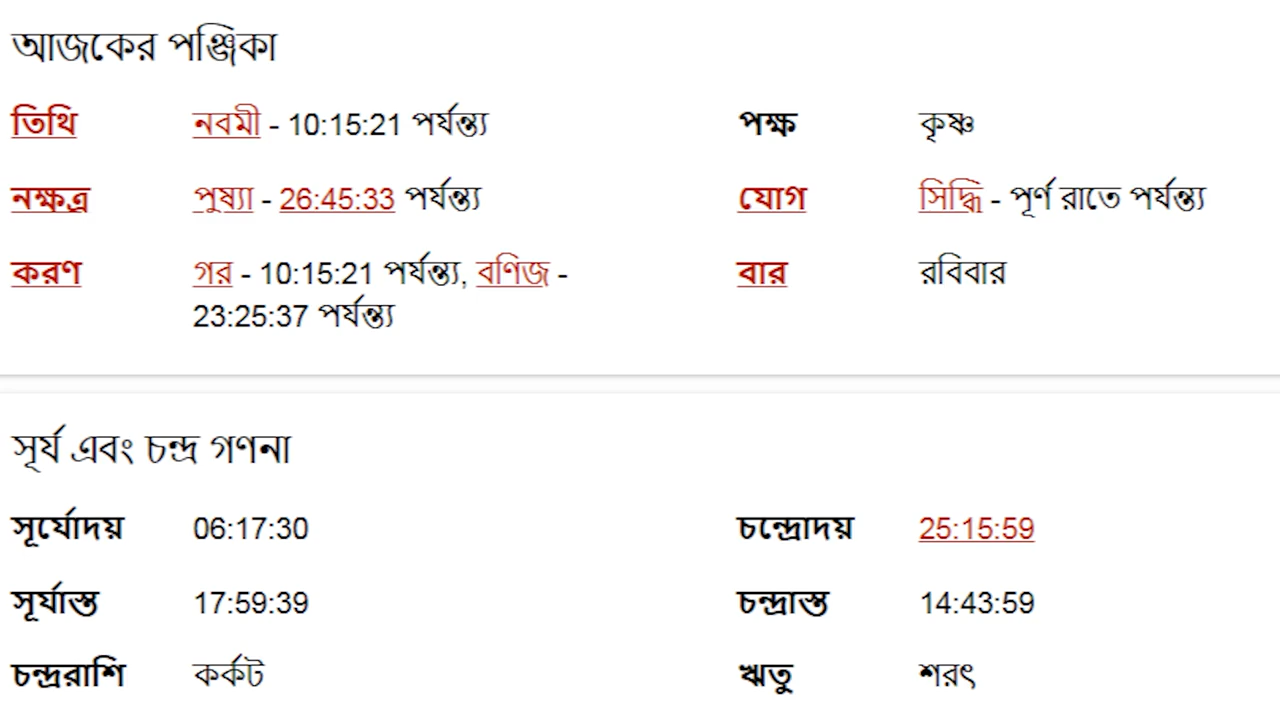 আজকের পঞ্জিকা
তিথি নবমী - 10:15:21 পর্যন্ত্য পক্ষ কৃষ্ণ
নক্ষত্র পুষ্যা - 26:45:33 পর্যন্ত্য যোগ সিদ্ধি - পূর্ণ রাতে পর্যন্ত্য
করণ গর - 10:15:21 পর্যন্ত্য, বণিজ - বার রবিবার
23:25:37 পর্যন্ত্য
সূর্য এবং চন্দ্র গণনা
সূর্যোদয় 06:17:30 চন্দ্রোদয় 25:15:59
সূর্যাস্ত 17:59:39 চন্দ্রাস্ত 14:43:59
চন্দ্ররাশি কর্কট ঋতু শরৎ